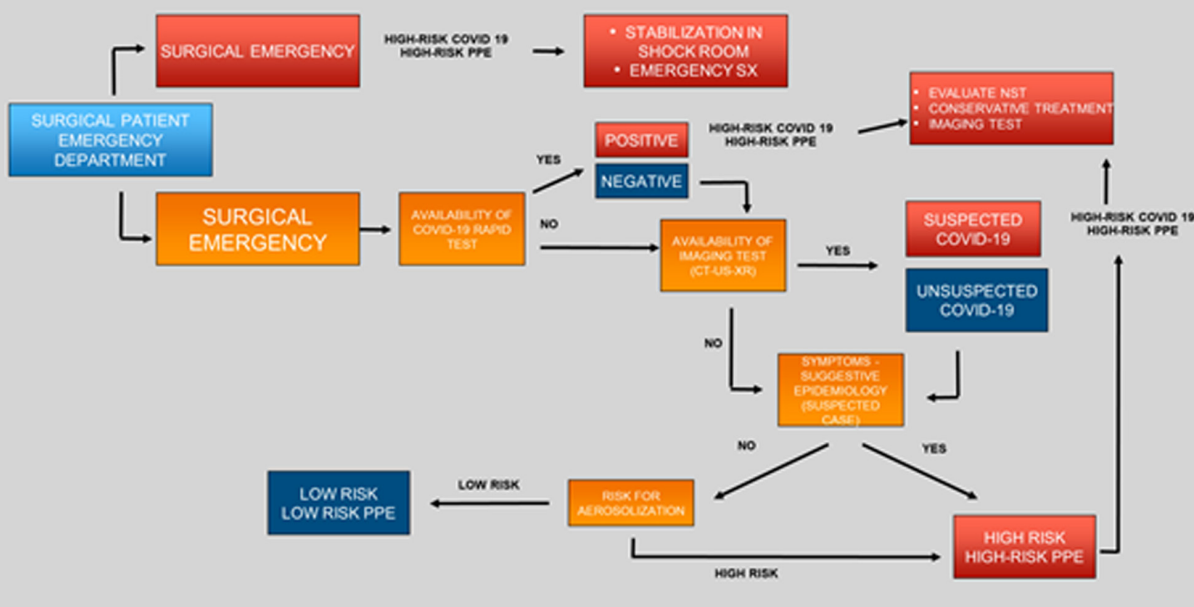 SURGICAL EMERGENCY
HIGH-RISK COVID 19
HIGH-RISK PPE
• STABILIZATION IN
SHOCK ROOM
• EMERGENCY SX
SURGICAL PATIENT
EMERGENCY
DEPARTMENT
POSITIVE
NEGATIVE
HIGH-RISK COVID 19
HIGH-RISK PPE
• EVALUATE NST
• CONSERVATIVE TREATMENT
• IMAGING TEST
YES
SURGICAL
EMERGENCY
AVAILABILITY OF
COVID-19 RAPID
TEST
NO
AVAILABILITY OF
IMAGING TEST
(CT-US-XR)
YES
SUSPECTED
COVID-19
UNSUSPECTED
COVID-19
HIGH-RISK COVID 19
HIGH-RISK PPE
NO
SYMPTOMS -
SUGGESTIVE
EPIDEMIOLOGY
(SUSPECTED
CASE)
NO
YES
LOW RISK
LOW RISK PPE
LOW RISK
RISK FOR
AEROSOLIZATION
HIGH RISK
HIGH RISK
HIGH-RISK PPE